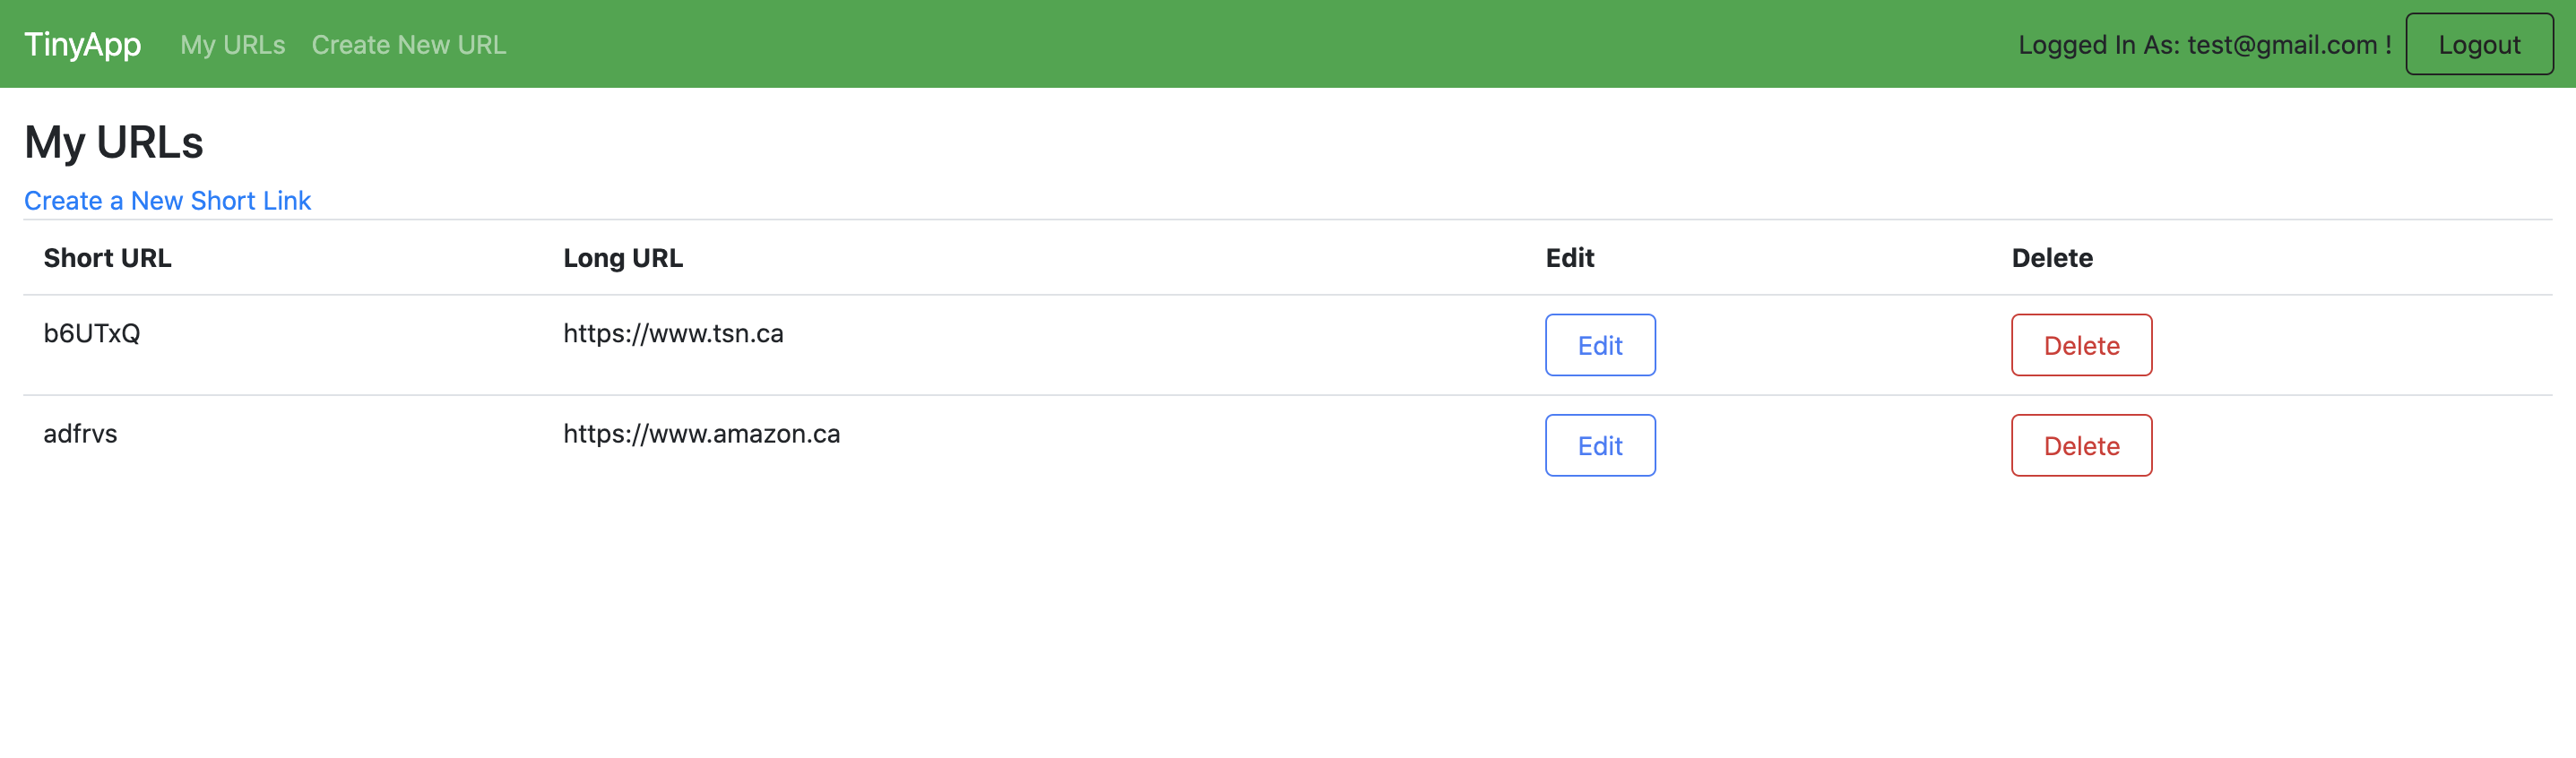 TinyApp My URLs Create New URL Logged In As: test@gmail.com ! Logout
My URLs
Create a New Short Link
Short URL Long URL Edit Delete
b6UTxQ https://www.tsn.ca Edit Delete
adfrvs https://www.amazon.ca Edit Delete